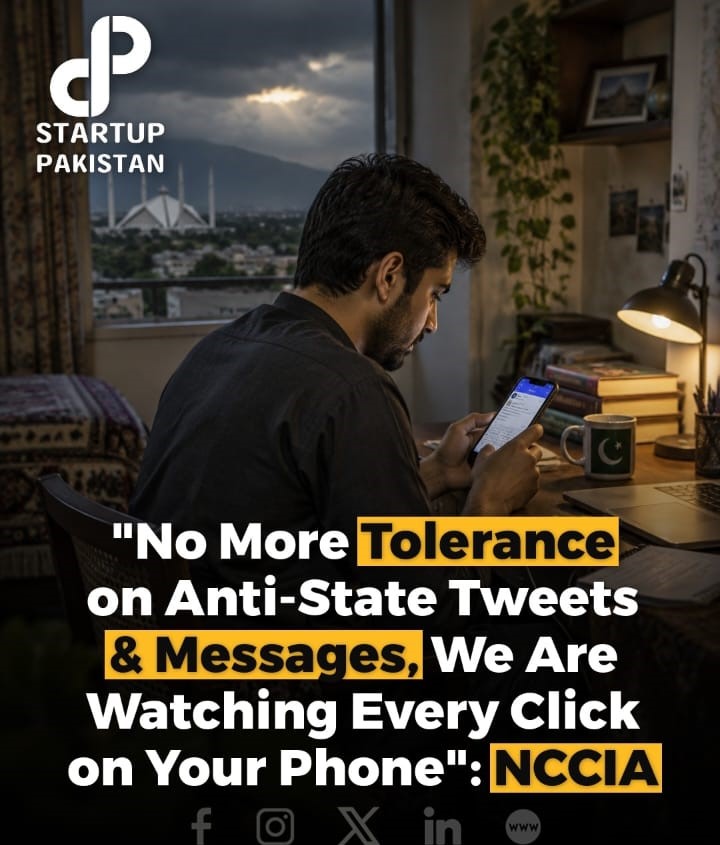 STARTUP
PAKISTAN
"No More Tolerance
on Anti-State Tweets
& Messages, We Are
Watching Every Click
on Your Phone": NCCIA
www